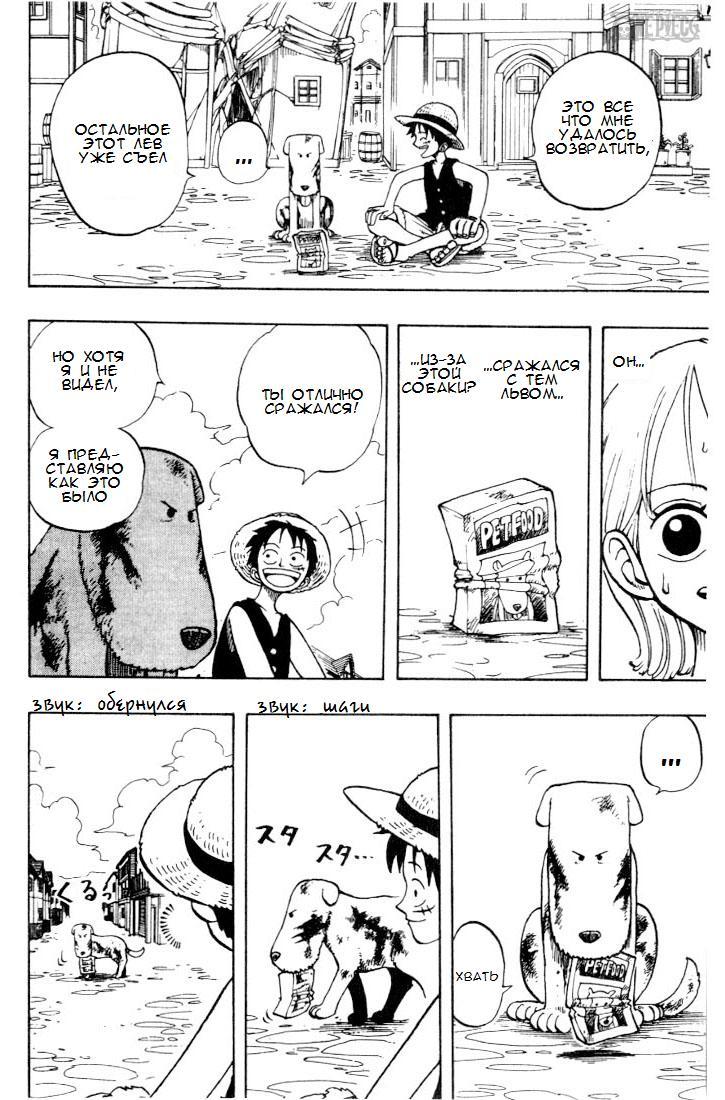 ONE PIECE
ЭТО ВСЕ
ЧТО МНЕ
УДАЛОСЬ
ВОЗВРАТИТЬ,
...
ОСТАЛЬНОЕ
ЭТОТ ЛЕВ
УЖЕ СЪЕЛ
ОН...
...СРАЖАЛСЯ
С ТЕМ
ЛЬВОМ...
...ИЗ-ЗА
ЭТОЙ
СОБАКИ?
PET FOOD
ТЫ ОТЛИЧНО
СРАЖАЛСЯ!
НО ХОТЯ
Я И НЕ
ВИДЕЛ,
Я ПРЕД-
СТАВЛЯЮ
КАК ЭТО
БЫЛО
...
ХВАТЬ
PET FOOD
ЗВУК: ШАГИ
スタ
スタ...
ЗВУК: ОБЕРНУЛСЯ
くるっ